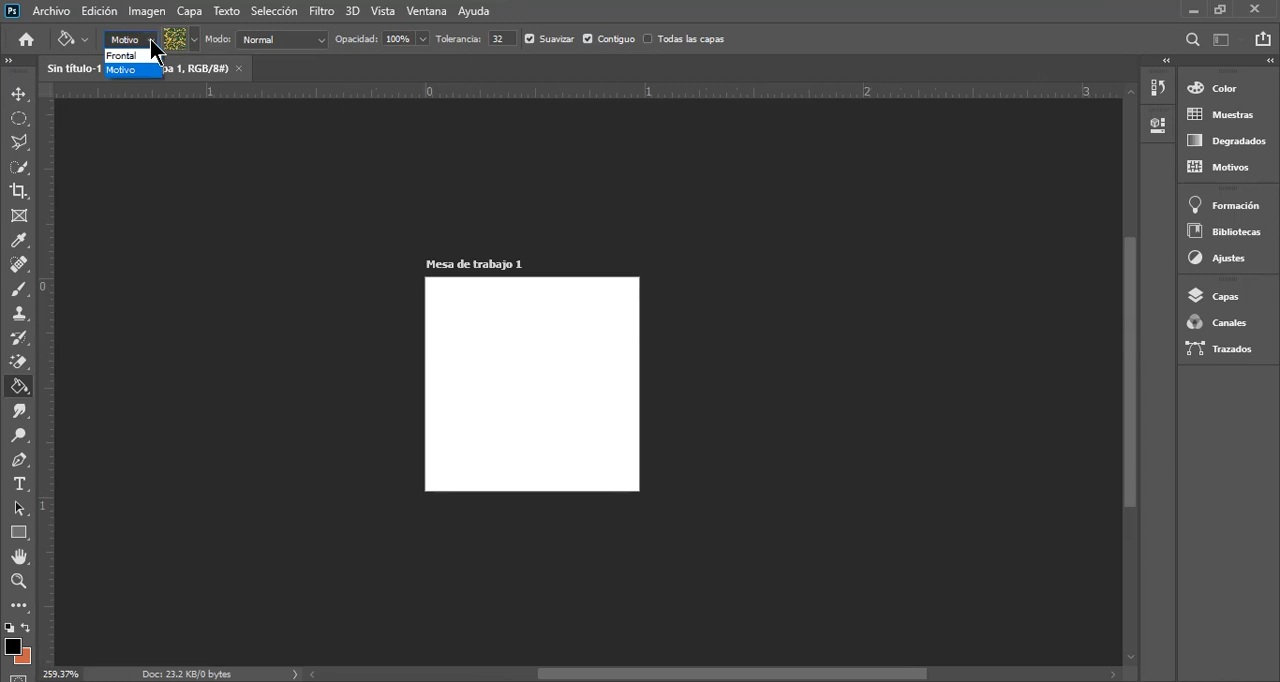 Ps Archivo Edición Imagen Capa Texto Selección Filtro 3D Vista Ventana Ayuda
Motivo Modo: Normal Opacidad: 100% Tolerancia: 32 Suavizar Contiguo Todas las capas
Frontal
Motivo
Sin título-1 pa 1, RGB/8#) ×
1 0 1 2 3
Color
Muestras
Degradados
Motivos
Formación
Bibliotecas
Ajustes
Mesa de trabajo 1
0
Capas
Canales
Trazados
1
259.37% Doc: 23.2 KB/0 bytes